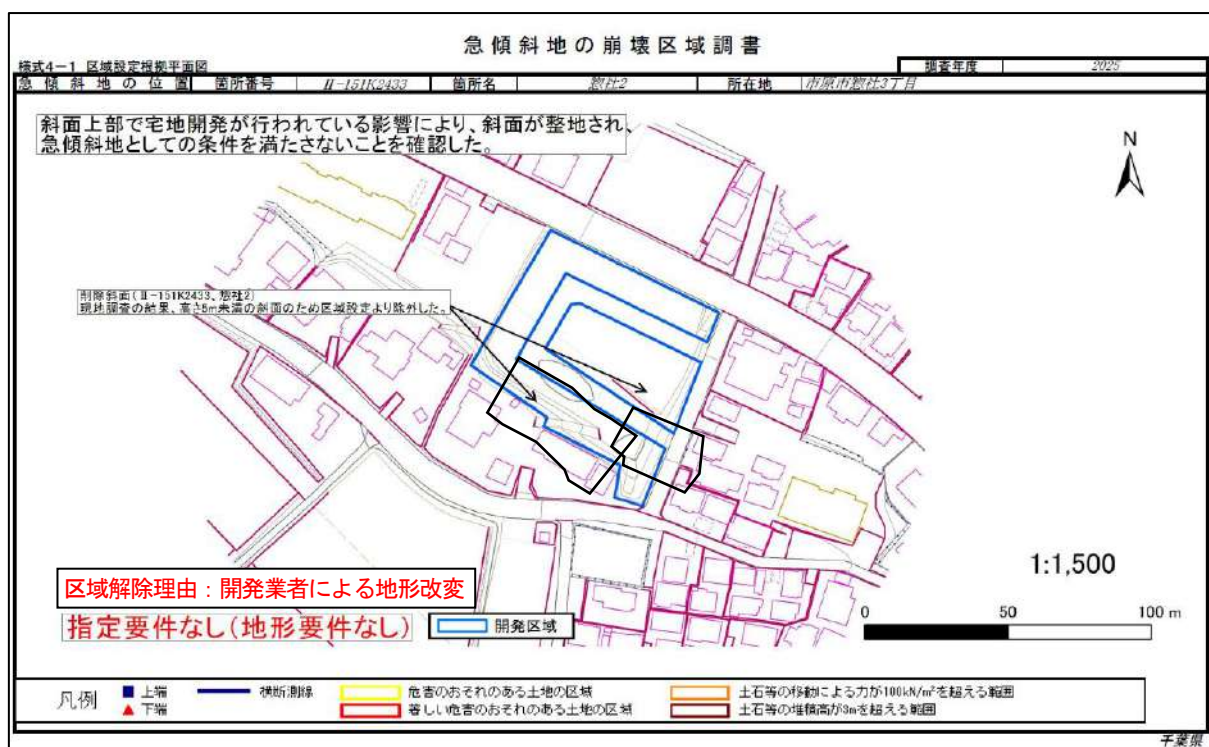 急傾斜地の崩壊区域調書
様式4－1 区域設定根拠平面図
調査年度 2025
急傾斜地の位置 箇所番号 Ⅱ-151K2433 箇所名 惣社2 所在地 市原市惣社3丁目
斜面上部で宅地開発が行われている影響により、斜面が整地され、
急傾斜地としての条件を満たさないことを確認した。
N
削除斜面(Ⅱ-151K2433、惣社2)
現地調査の結果、高さ5m未満の斜面のため区域設定より除外した。
1:1,500
区域解除理由：開発業者による地形改変
0 50 100 m
指定要件なし(地形要件なし)
開発区域
凡例
上端
横断測線
危害のおそれのある土地の区域
土石等の移動による力が100kN/㎡を超える範囲
下端
著しい危害のおそれのある土地の区域
土石等の堆積高が3mを超える範囲
千葉県